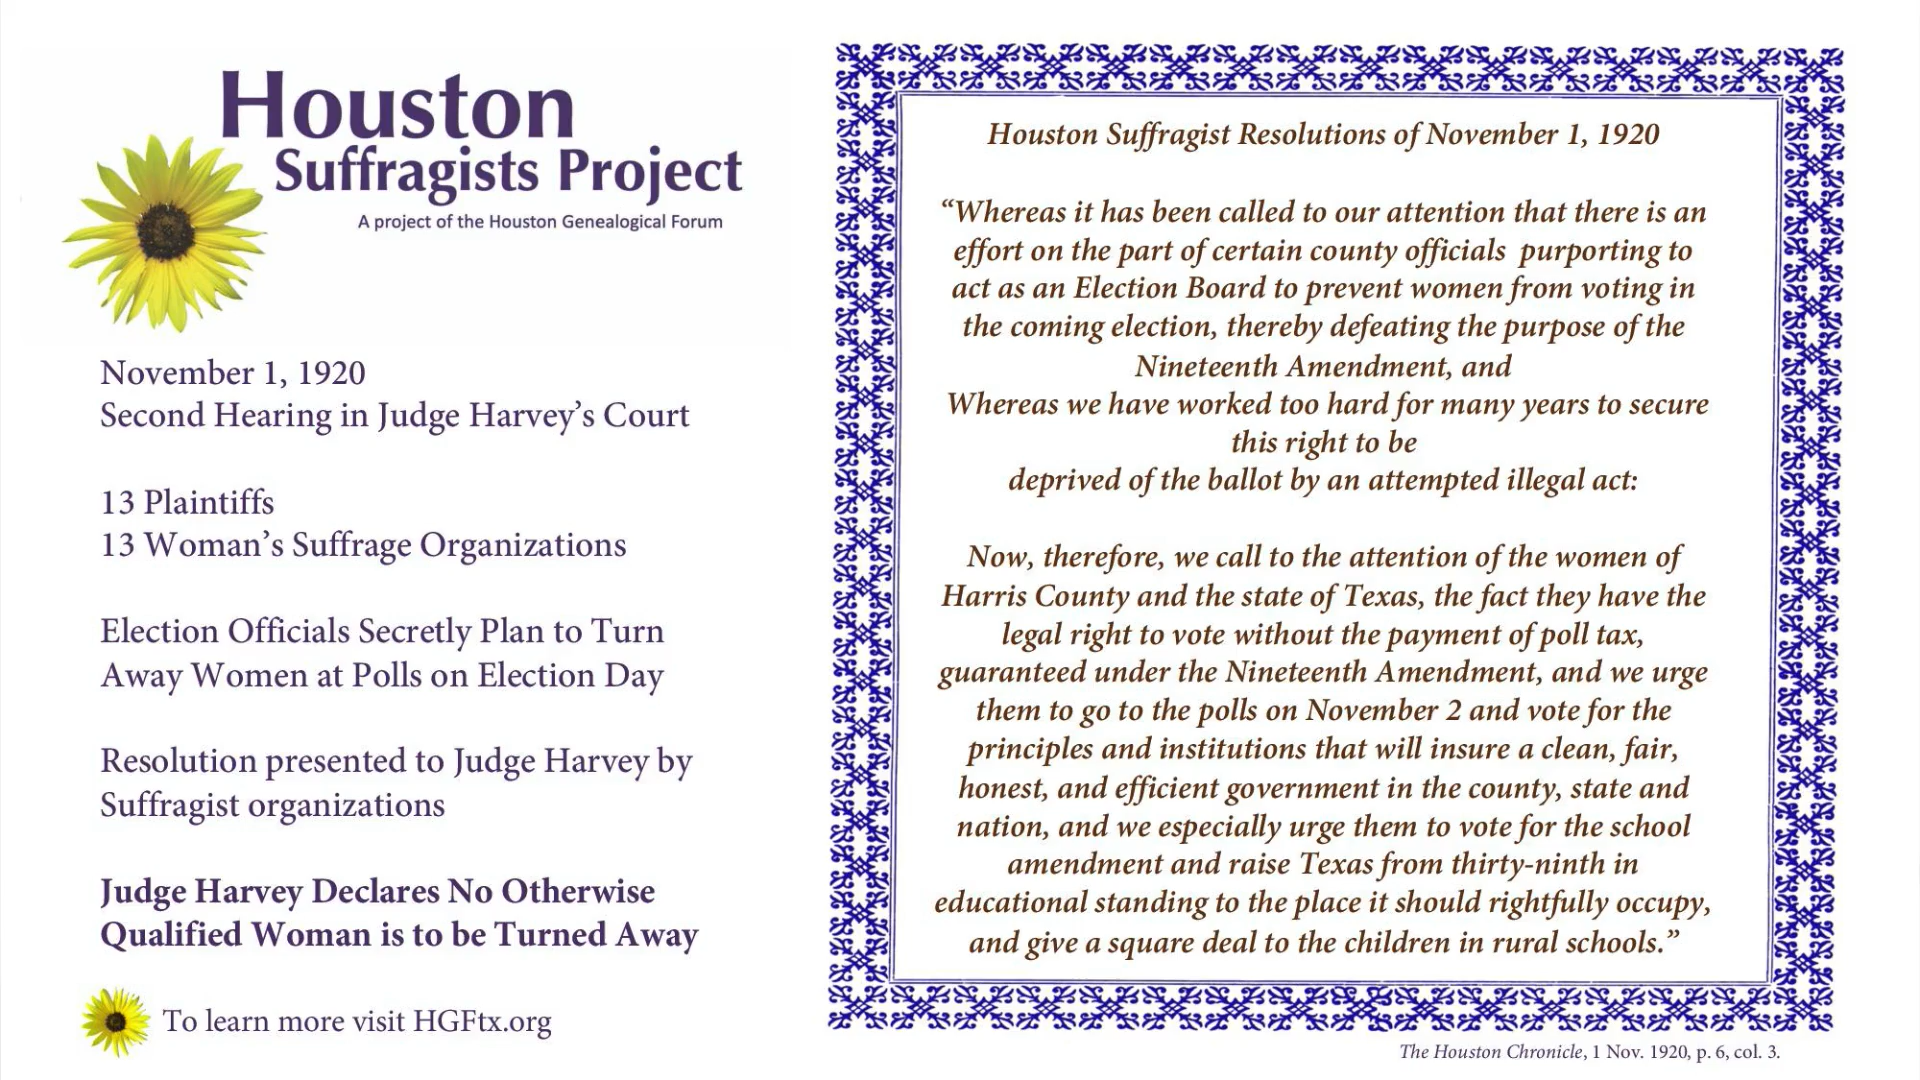 Houston
Suffragists Project
A project of the Houston Genealogical Forum
November 1, 1920
Second Hearing in Judge Harvey’s Court
13 Plaintiffs
13 Woman’s Suffrage Organizations
Election Officials Secretly Plan to Turn
Away Women at Polls on Election Day
Resolution presented to Judge Harvey by
Suffragist organizations
Judge Harvey Declares No Otherwise
Qualified Woman is to be Turned Away
To learn more visit HGFtx.org
Houston Suffragist Resolutions of November 1, 1920
“Whereas it has been called to our attention that there is an
effort on the part of certain county officials purporting to
act as an Election Board to prevent women from voting in
the coming election, thereby defeating the purpose of the
Nineteenth Amendment, and
Whereas we have worked too hard for many years to secure
this right to be
deprived of the ballot by an attempted illegal act:
Now, therefore, we call to the attention of the women of
Harris County and the state of Texas, the fact they have the
legal right to vote without the payment of poll tax,
guaranteed under the Nineteenth Amendment, and we urge
them to go to the polls on November 2 and vote for the
principles and institutions that will insure a clean, fair,
honest, and efficient government in the county, state and
nation, and we especially urge them to vote for the school
amendment and raise Texas from thirty-ninth in
educational standing to the place it should rightfully occupy,
and give a square deal to the children in rural schools.”
The Houston Chronicle, 1 Nov. 1920, p. 6, col. 3.